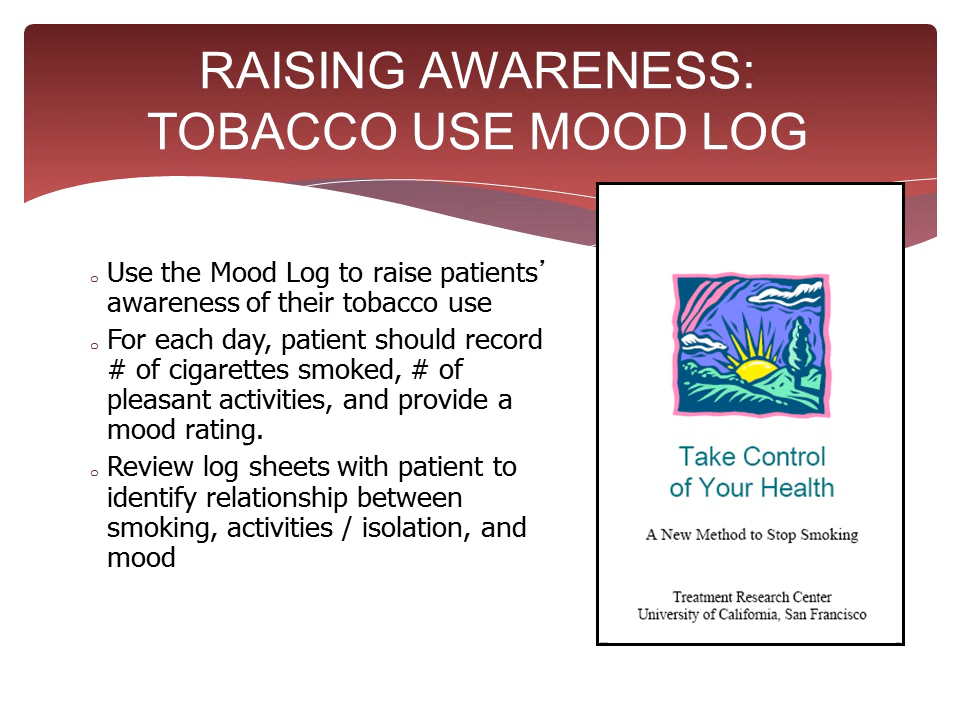 RAISING AWARENESS:
TOBACCO USE MOOD LOG
o Use the Mood Log to raise patients’
awareness of their tobacco use
o For each day, patient should record
# of cigarettes smoked, # of
pleasant activities, and provide a
mood rating.
o Review log sheets with patient to
identify relationship between
smoking, activities / isolation, and
mood
Take Control
of Your Health
A New Method to Stop Smoking
Treatment Research Center
University of California, San Francisco